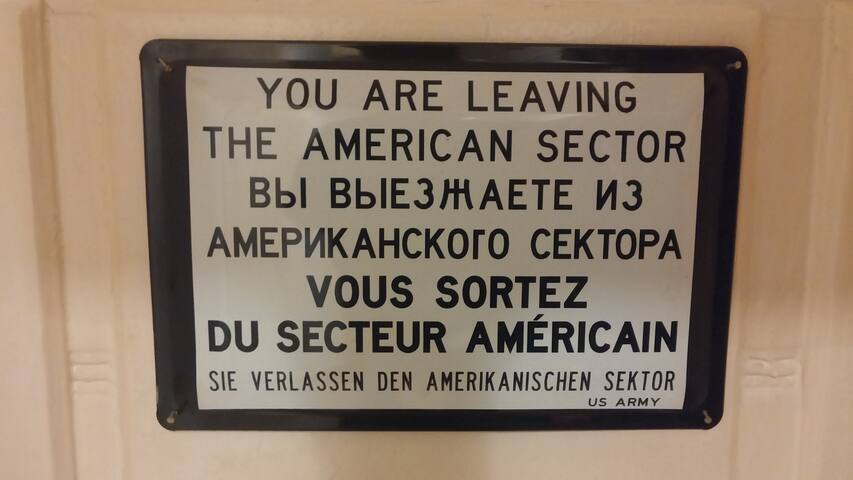 YOU ARE LEAVING
THE AMERICAN SECTOR
ВЫ ВЫЕЗЖАЕТЕ ИЗ
АМЕРИКАНСКОГО СЕКТОРА
VOUS SORTEZ
DU SECTEUR AMÉRICAIN
SIE VERLASSEN DEN AMERIKANISCHEN SEKTOR
US ARMY